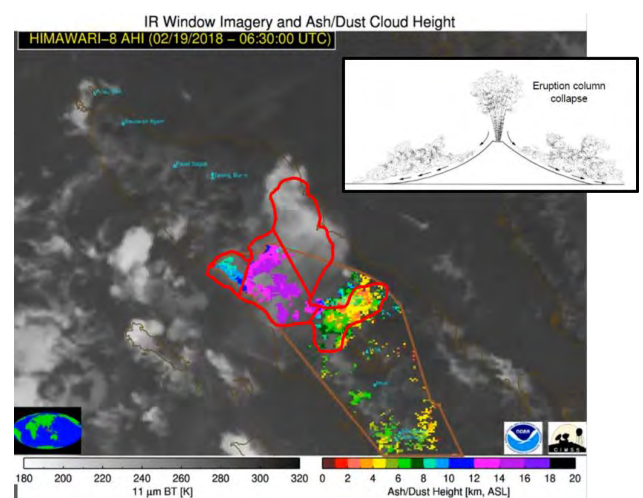 IR Window Imagery and Ash/Dust Cloud Height
HIMAWARI-8 AHI (02/19/2018 - 06:30:00 UTC)
Eruption column
collapse
noaa
CIMSS
180 200 220 240 260 280 300 320
11 µm BT [K]
0 2 4 6 8 10 12 14 16 18 20
Ash/Dust Height [km, ASL]